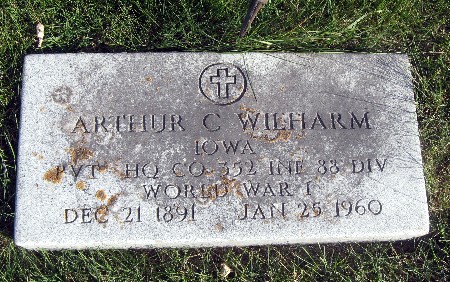 ARTHUR C WILHARM
IOWA
PVT HQ CO 352 INF 88 DIV
WORLD WAR I
DEC 21 1891 JAN 25 1960